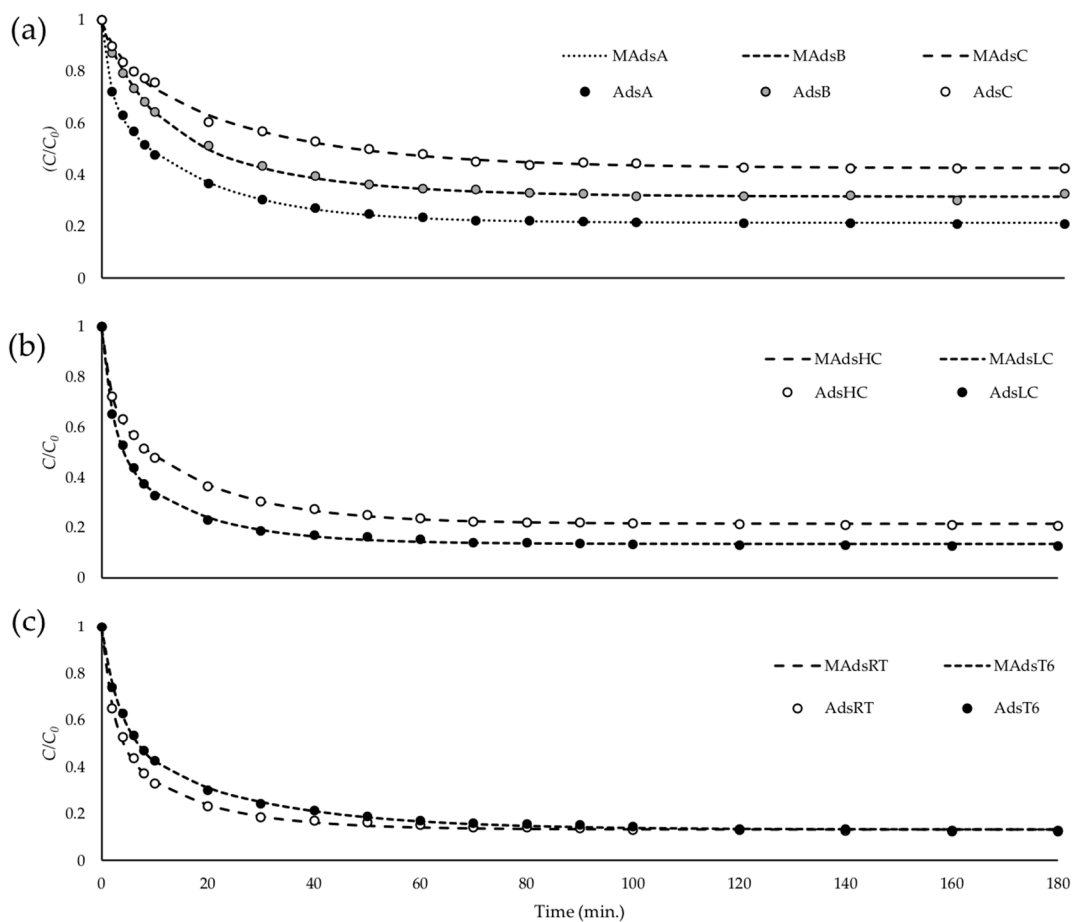 (a)
1
0.8
0.6
0.4
0.2
0
(C/C0)
MAdsA MAdsB MAdsC
AdsA AdsB AdsC
(b)
1
0.8
0.6
0.4
0.2
0
C/C0
MAdsHC MAdsLC
AdsHC AdsLC
(c)
1
0.8
0.6
0.4
0.2
0
C/C0
MAdsRT MAdsT6
AdsRT AdsT6
0 20 40 60 80 100 120 140 160 180
Time (min.)